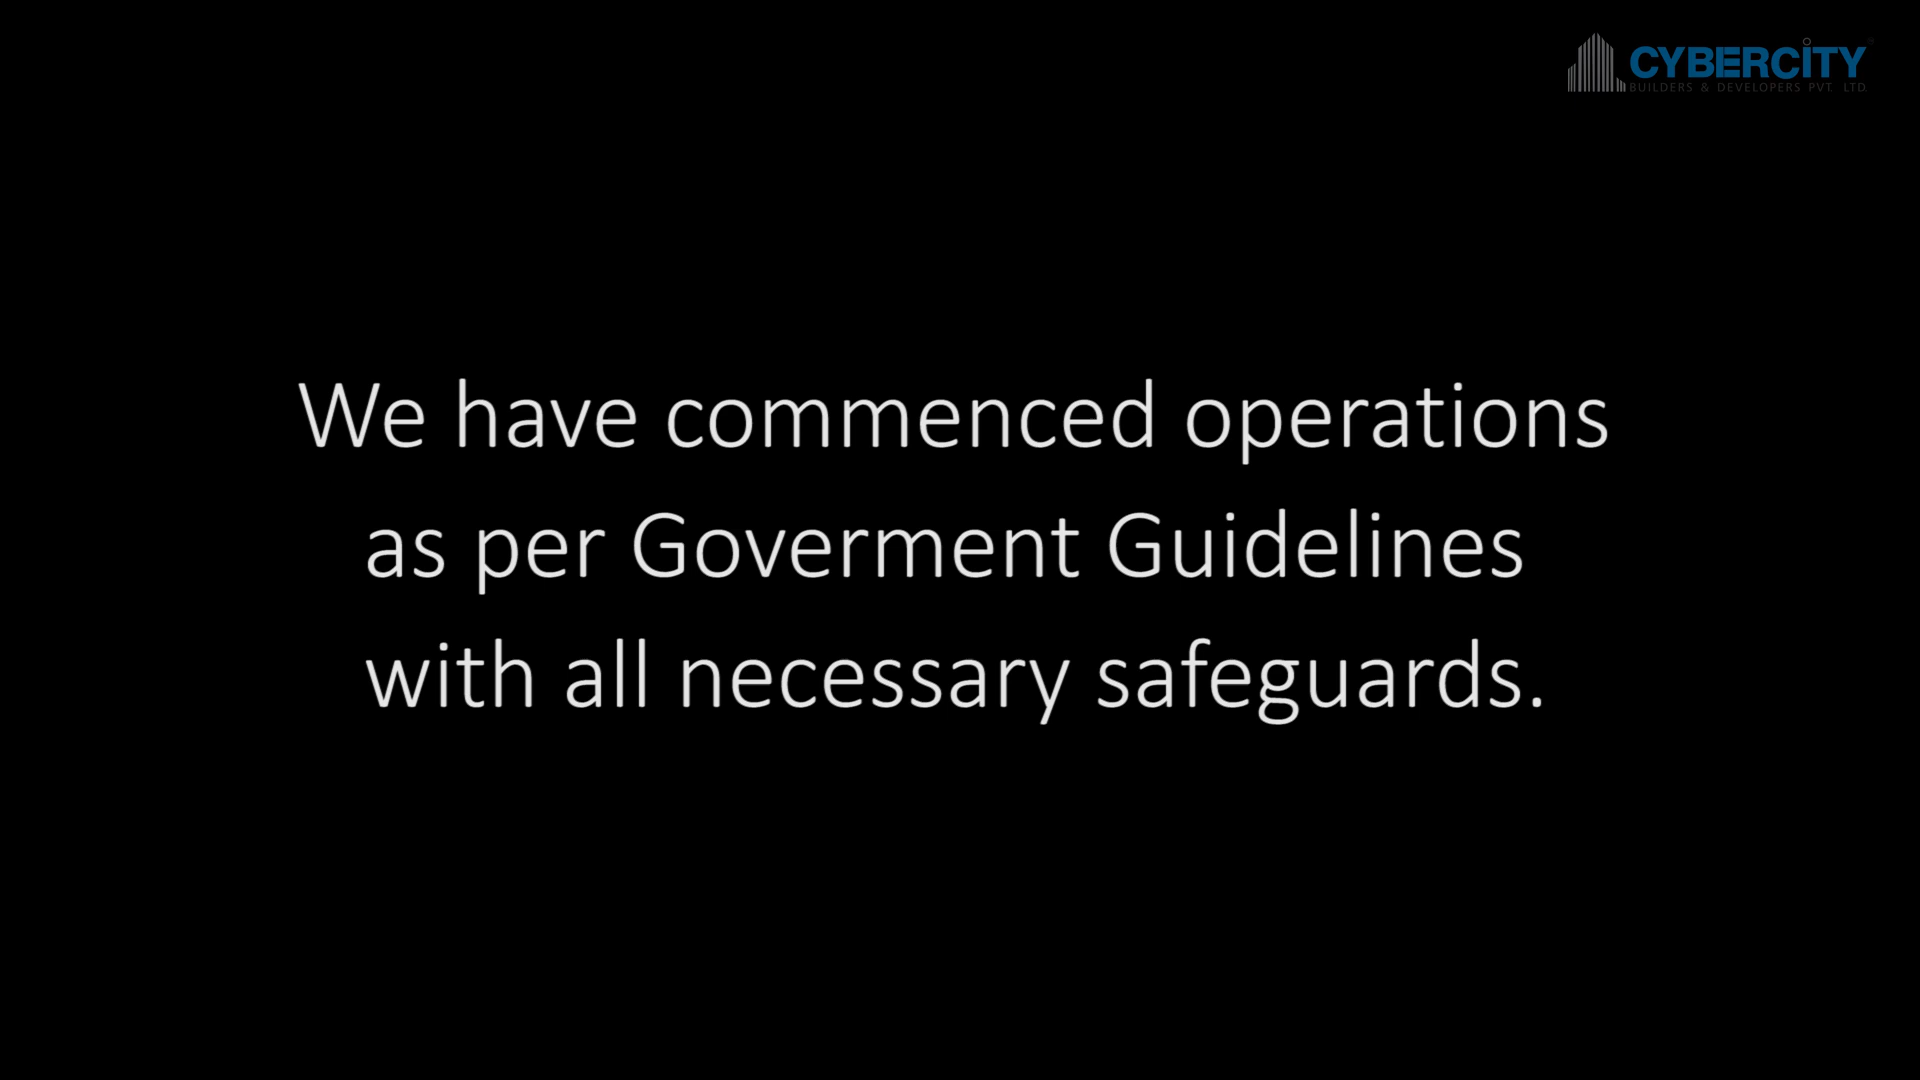 CYBERCITY
BUILDERS & DEVELOPERS PVT. LTD.
We have commenced operations
as per Goverment Guidelines
with all necessary safeguards.